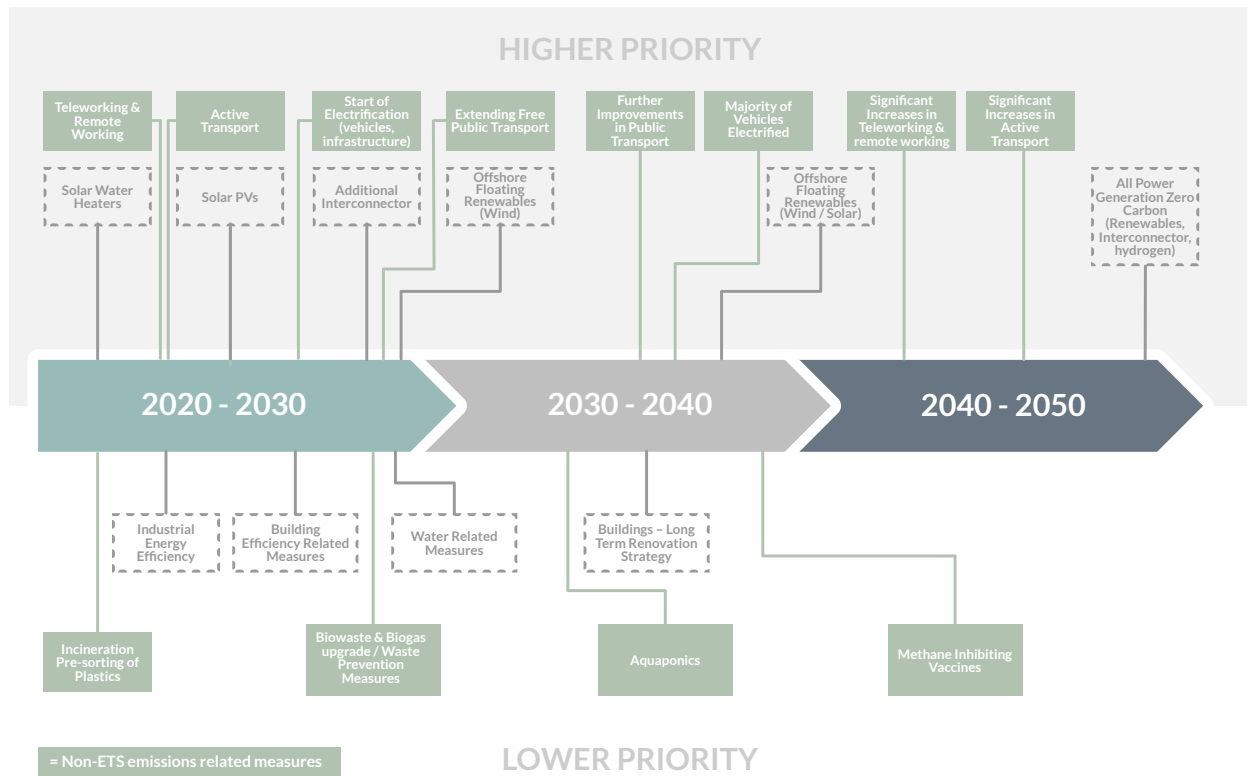 HIGHER PRIORITY
Teleworking &
Remote
Working
Active
Transport
Start of
Electrification
(vehicles,
infrastructure)
Extending Free
Public Transport
Further
Improvements
in Public
Transport
Majority of
Vehicles
Electrified
Significant
Increases in
Teleworking &
remote working
Significant
Increases in
Active
Transport
Solar Water
Heaters
Solar PVs
Additional
Interconnector
Offshore
Floating
Renewables
(Wind)
Offshore
Floating
Renewables
(Wind / Solar)
All Power
Generation Zero
Carbon
(Renewables,
Interconnector,
hydrogen)
2020 - 2030
2030 - 2040
2040 - 2050
Industrial
Energy
Efficiency
Building
Efficiency Related
Measures
Water Related
Measures
Buildings – Long
Term Renovation
Strategy
Incineration
Pre-sorting of
Plastics
Biowaste & Biogas
upgrade / Waste
Prevention
Measures
Aquaponics
Methane Inhibiting
Vaccines
= Non-ETS emissions related measures
LOWER PRIORITY